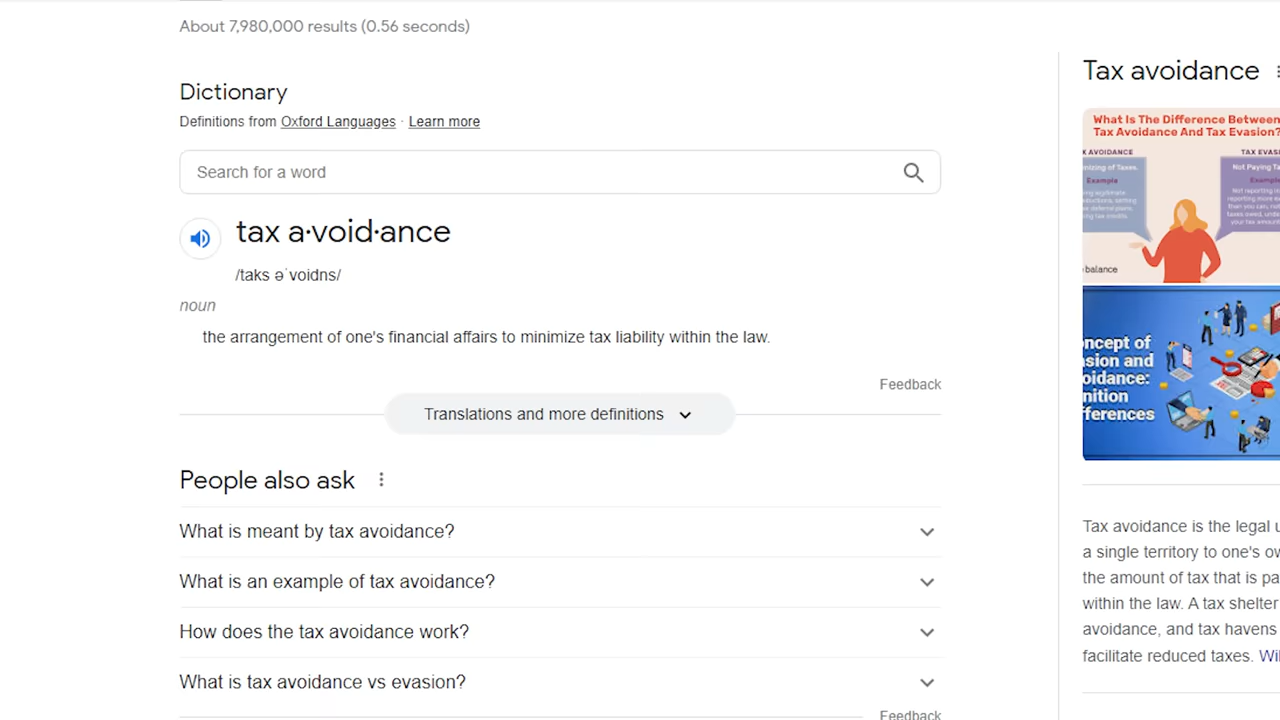 About 7,980,000 results (0.56 seconds)
Dictionary
Definitions from Oxford Languages · Learn more
Search for a word
tax a·void·ance
/taks əˈvoidns/
noun
the arrangement of one's financial affairs to minimize tax liability within the law.
Feedback
Translations and more definitions
People also ask
What is meant by tax avoidance?
What is an example of tax avoidance?
How does the tax avoidance work?
What is tax avoidance vs evasion?
Feedback
Tax avoidance
What Is The Difference Between
Tax Avoidance And Tax Evasion?
AVOIDANCE
TAX
of Taxes.
Example
Not Paying
balance
and
Tax avoidance is the legal
a single territory to one's
the amount of tax that is
within the law. A tax shelter
avoidance, and tax havens
facilitate reduced taxes.